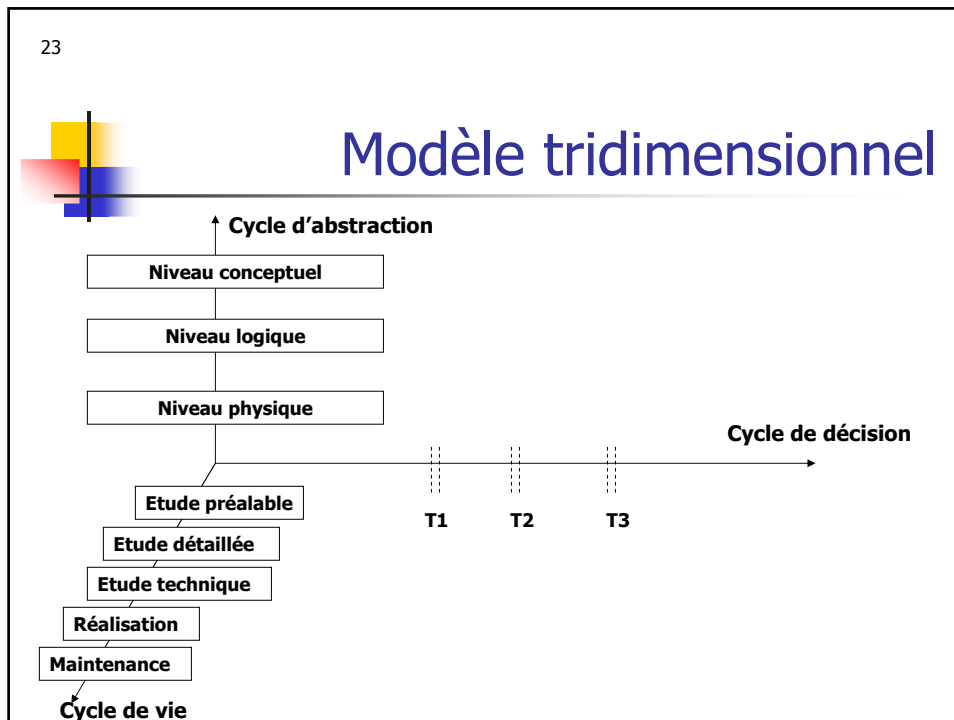 23
Modèle tridimensionnel
Cycle d’abstraction
Niveau conceptuel
Niveau logique
Niveau physique
Cycle de décision
Etude préalable
T1 T2 T3
Etude détaillée
Etude technique
Réalisation
Maintenance
Cycle de vie